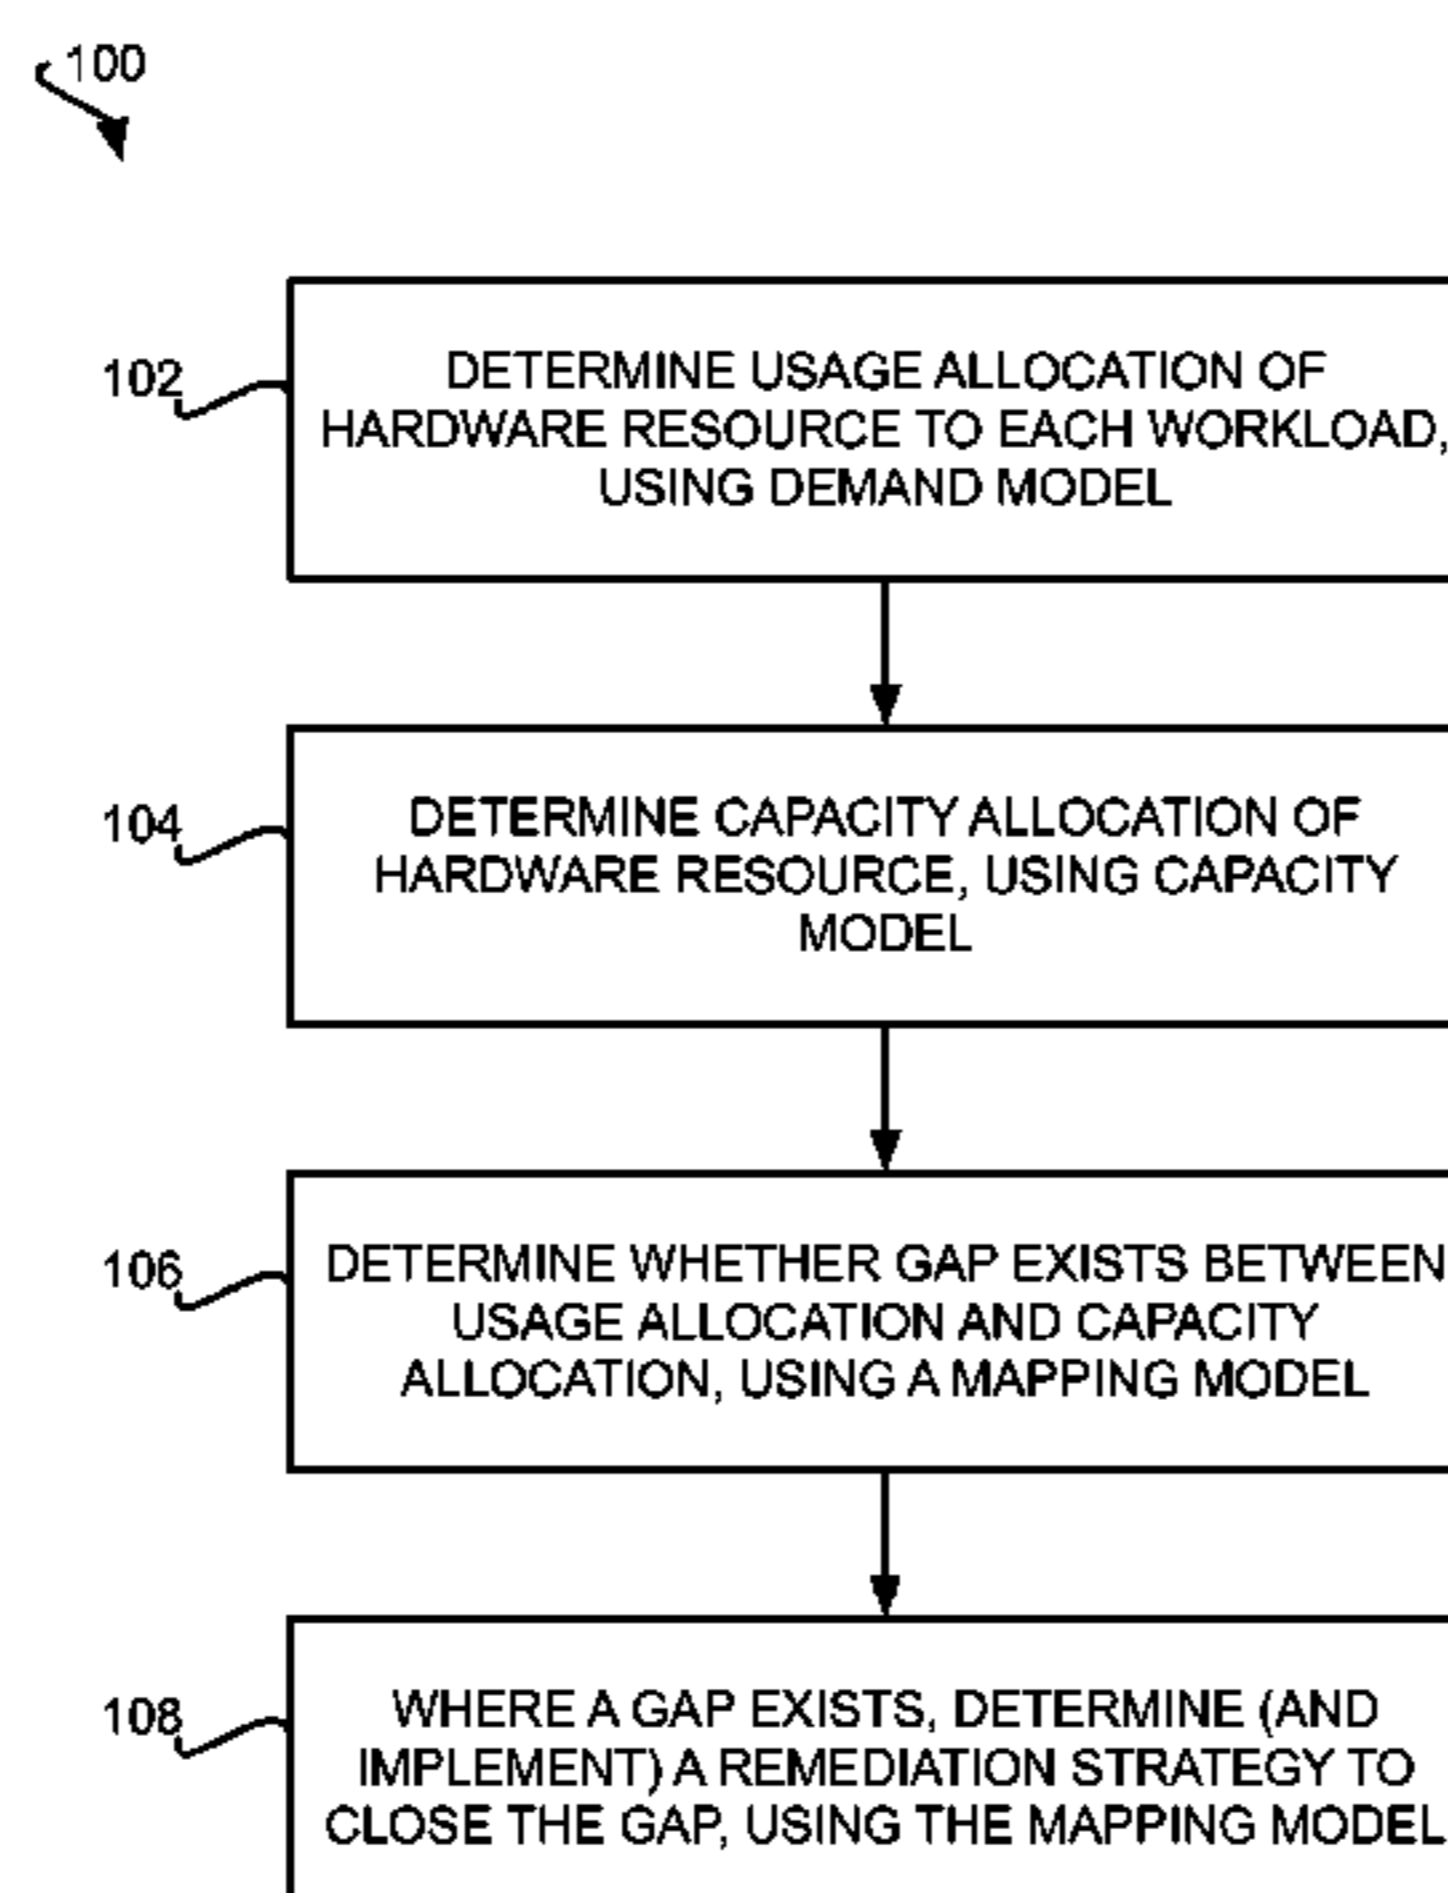 100
102
DETERMINE USAGE ALLOCATION OF
HARDWARE RESOURCE TO EACH WORKLOAD,
USING DEMAND MODEL
104
DETERMINE CAPACITY ALLOCATION OF
HARDWARE RESOURCE, USING CAPACITY
MODEL
106
DETERMINE WHETHER GAP EXISTS BETWEEN
USAGE ALLOCATION AND CAPACITY
ALLOCATION, USING A MAPPING MODEL
108
WHERE A GAP EXISTS, DETERMINE (AND
IMPLEMENT) A REMEDIATION STRATEGY TO
CLOSE THE GAP, USING THE MAPPING MODEL